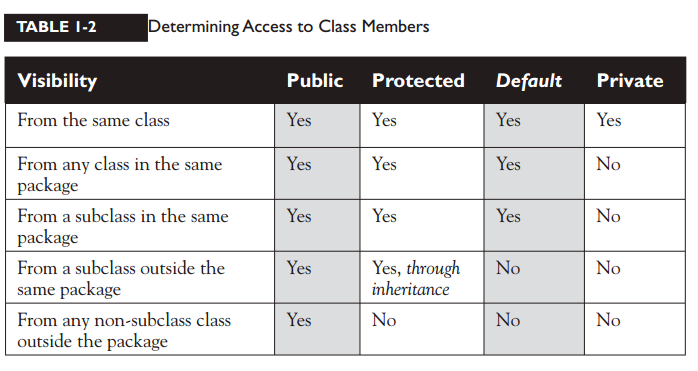 TABLE 1-2 Determining Access to Class Members
Visibility Public Protected Default Private
From the same class Yes Yes Yes Yes
From any class in the same Yes Yes Yes No
package
From a subclass in the same Yes Yes Yes No
package
From a subclass outside the Yes Yes, through No No
same package inheritance
From any non-subclass class Yes No No No
outside the package